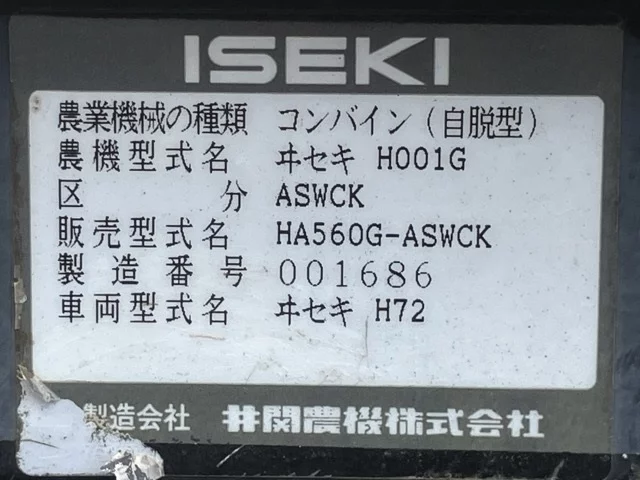 ISEKI
農業機械の種類 コンバイン(自脱型)
農機型式名 ヰセキ H001G
区分 ASWCK
販売型式名 HA560G-ASWCK
製造番号 001686
車両型式名 ヰセキ H72
製造会社 井関農機株式会社